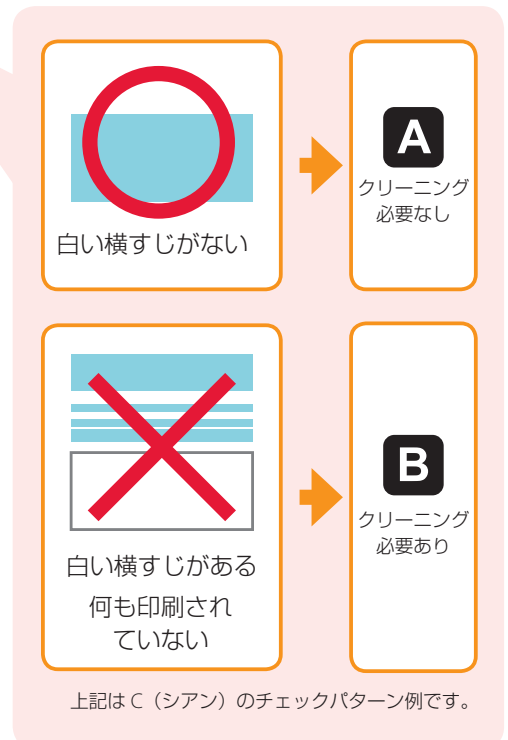 白い横すじがない
A
クリーニング
必要なし
白い横すじがある
何も印刷され
ていない
B
クリーニング
必要あり
上記は C（シアン）のチェックパターン例です。